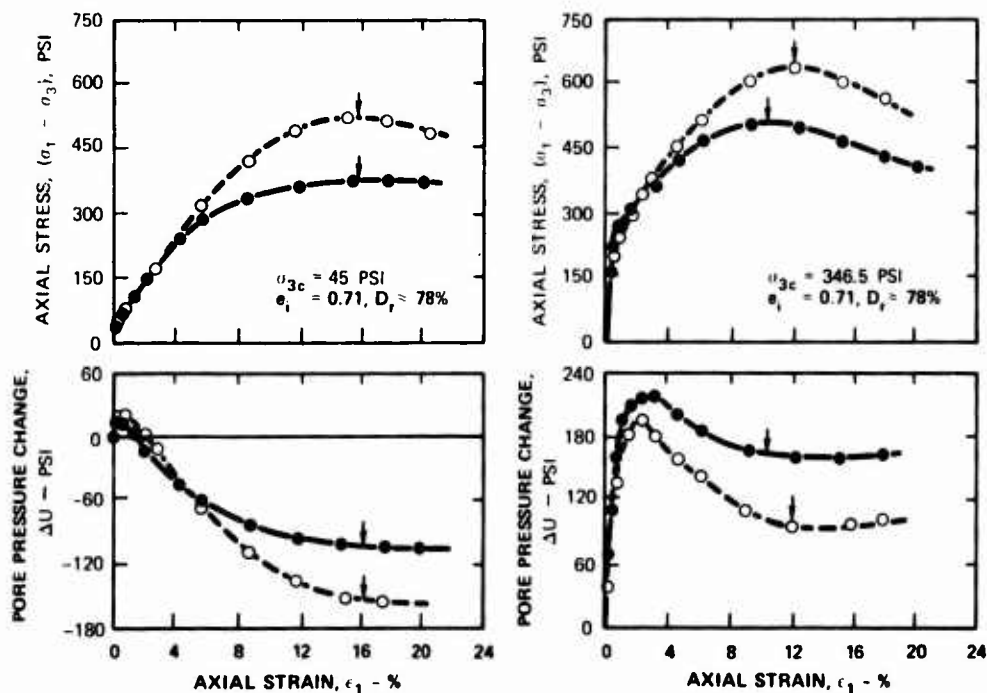 AXIAL STRESS, (σ₁ - σ₃), PSI
750
600
450
300
150
0
σ3c = 45 PSI
eᵢ = 0.71, Dᵣ ≈ 78%
AXIAL STRESS, (σ₁ - σ₃), PSI
750
600
450
300
150
0
σ3c = 346.5 PSI
eᵢ = 0.71, Dᵣ ≈ 78%
PORE PRESSURE CHANGE,
ΔU — PSI
60
0
-60
-120
-180
0 4 8 12 16 20 24
AXIAL STRAIN, ε₁ - %
PORE PRESSURE CHANGE,
ΔU — PSI
240
180
120
60
0
0 4 8 12 16 20 24
AXIAL STRAIN, ε₁ - %